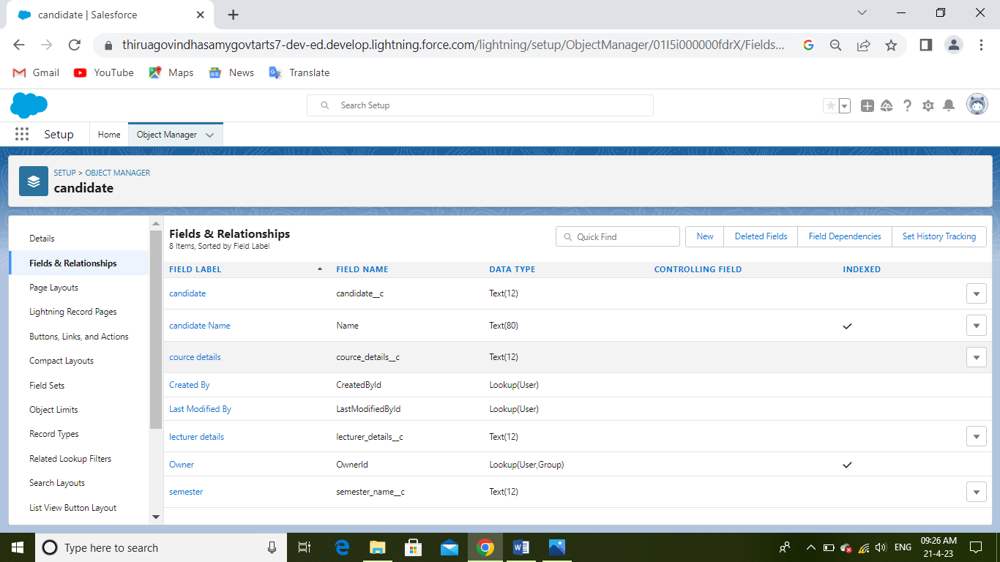 candidate | Salesforce
thiruagovindhasamygovtarts7-dev-ed.develop.lightning.force.com/lightning/setup/ObjectManager/01I5i000000fdrX/Fields...
Gmail YouTube Maps News Translate
Search Setup
Setup Home Object Manager
SETUP > OBJECT MANAGER
candidate
Details
Fields & Relationships
Page Layouts
Lightning Record Pages
Buttons, Links, and Actions
Compact Layouts
Field Sets
Object Limits
Record Types
Related Lookup Filters
Search Layouts
List View Button Layout
Fields & Relationships
8 Items, Sorted by Field Label
Quick Find
New Deleted Fields Field Dependencies Set History Tracking
FIELD LABEL FIELD NAME DATA TYPE CONTROLLING FIELD INDEXED
candidate candidate__c Text(12)
candidate Name Name Text(80)
cource details cource_details__c Text(12)
Created By CreatedById Lookup(User)
Last Modified By LastModifiedById Lookup(User)
lecturer details lecturer_details__c Text(12)
Owner OwnerId Lookup(User,Group)
semester semester_name__c Text(12)
Type here to search
ENG
09:26 AM
21-4-23